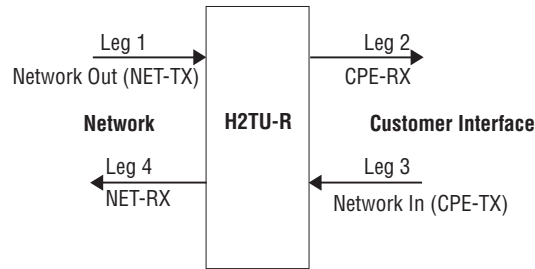 Leg 1
Network Out (NET-TX)
Leg 2
CPE-RX
Network
H2TU-R
Customer Interface
Leg 4
NET-RX
Leg 3
Network In (CPE-TX)